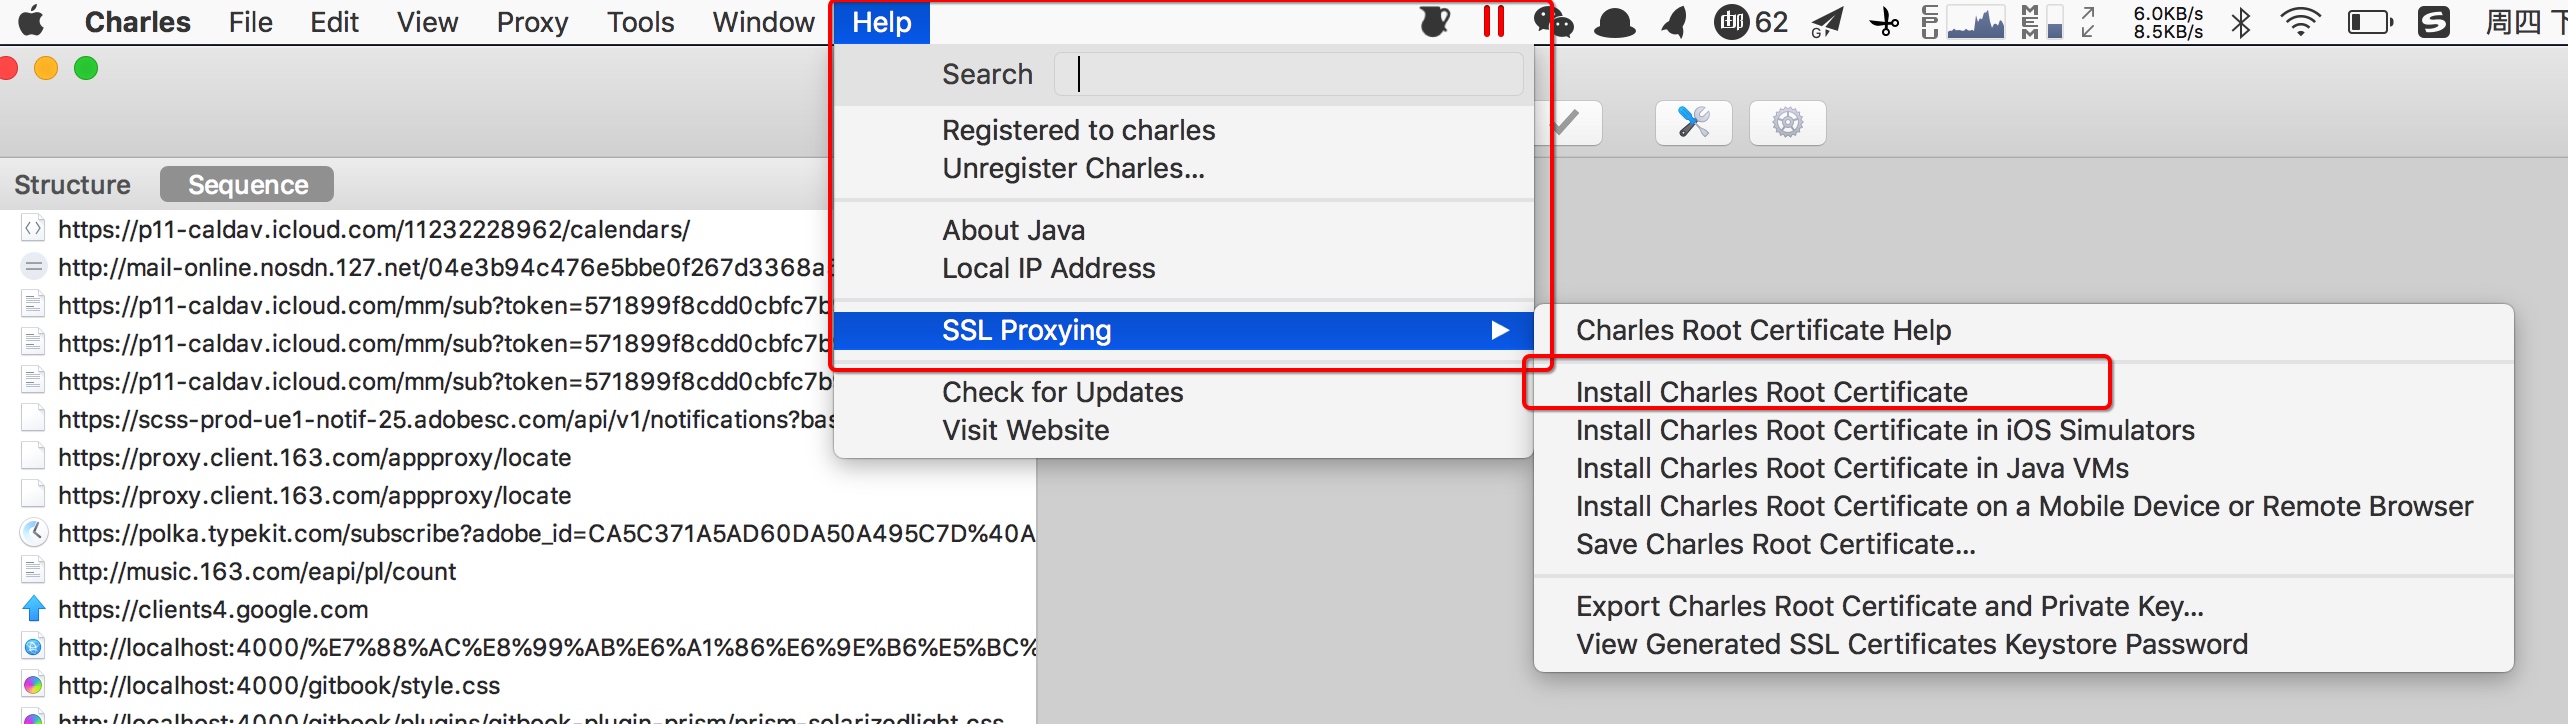 Charles File Edit View Proxy Tools Window Help 邮 62 G CPU MEM 6.0KB/s 8.5KB/s S 周四 下
Search
Registered to charles
Unregister Charles...
Structure Sequence
About Java
Local IP Address
SSL Proxying
Check for Updates
Visit Website
Charles Root Certificate Help
Install Charles Root Certificate
Install Charles Root Certificate in iOS Simulators
Install Charles Root Certificate in Java VMs
Install Charles Root Certificate on a Mobile Device or Remote Browser
Save Charles Root Certificate...
Export Charles Root Certificate and Private Key...
View Generated SSL Certificates Keystore Password
https://p11-caldav.icloud.com/11232228962/calendars/
http://mail-online.nosdn.127.net/04e3b94c476e5bbe0f267d3368a
https://p11-caldav.icloud.com/mm/sub?token=571899f8cdd0cbfc7b
https://p11-caldav.icloud.com/mm/sub?token=571899f8cdd0cbfc7b
https://p11-caldav.icloud.com/mm/sub?token=571899f8cdd0cbfc7b
https://scss-prod-ue1-notif-25.adobesc.com/api/v1/notifications?bas
https://proxy.client.163.com/appproxy/locate
https://proxy.client.163.com/appproxy/locate
https://polka.typekit.com/subscribe?adobe_id=CA5C371A5AD60DA50A495C7D%40A
http://music.163.com/eapi/pl/count
https://clients4.google.com
http://localhost:4000/%E7%88%AC%E8%99%AB%E6%A1%86%E6%9E%B6%E5%BC%
http://localhost:4000/gitbook/style.css
http://localhost:4000/gitbook/plugins/gitbook-plugin-prism/prism-solarizedlight.css